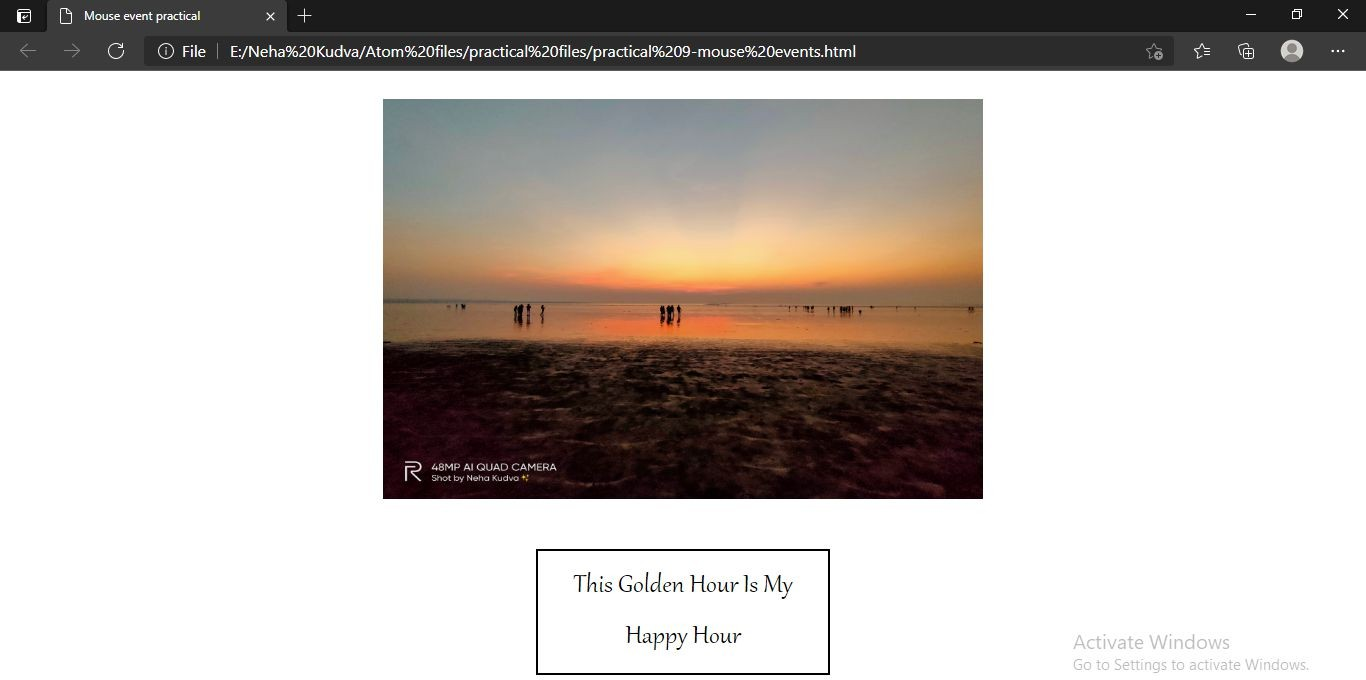 Mouse event practical
File
E:/Neha%20Kudva/Atom%20files/practical%20files/practical%209-mouse%20events.html
48MP AI QUAD CAMERA
Shot by Neha Kudva ✨
This Golden Hour Is My
Happy Hour
Activate Windows
Go to Settings to activate Windows.